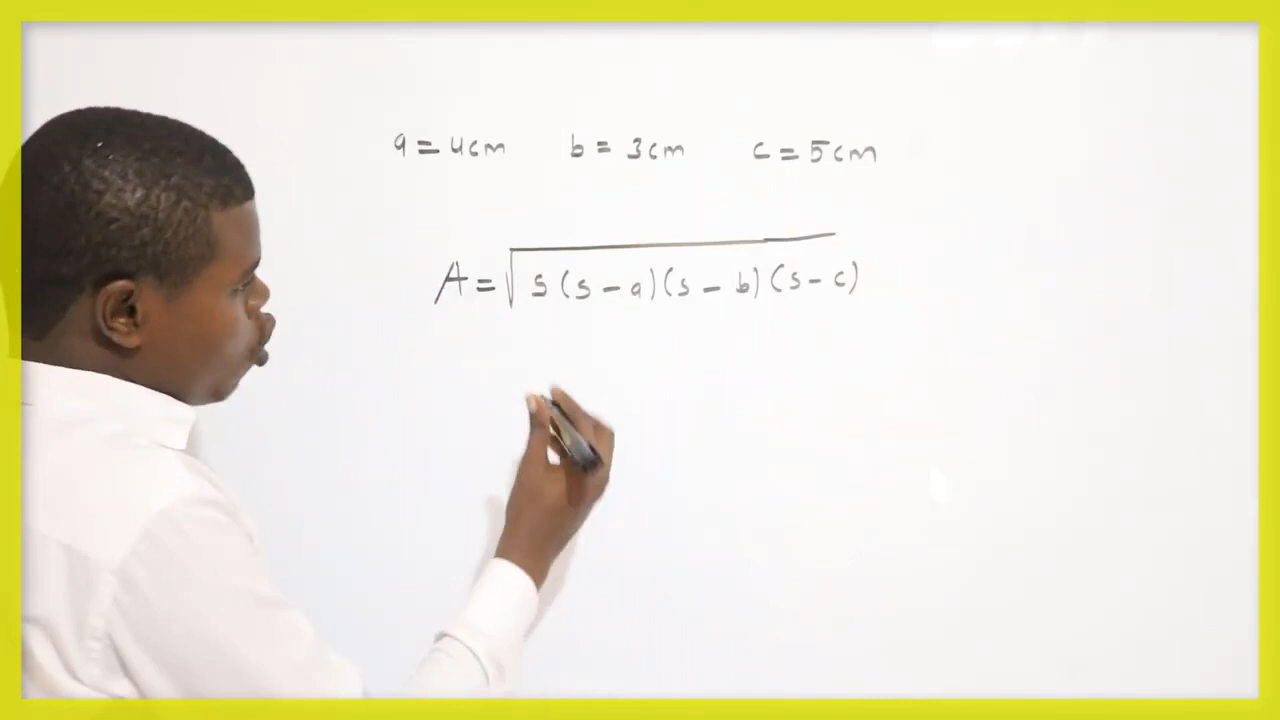 a = 4cm b = 3cm c = 5cm
A = √s(s - a)(s - b)(s - c)